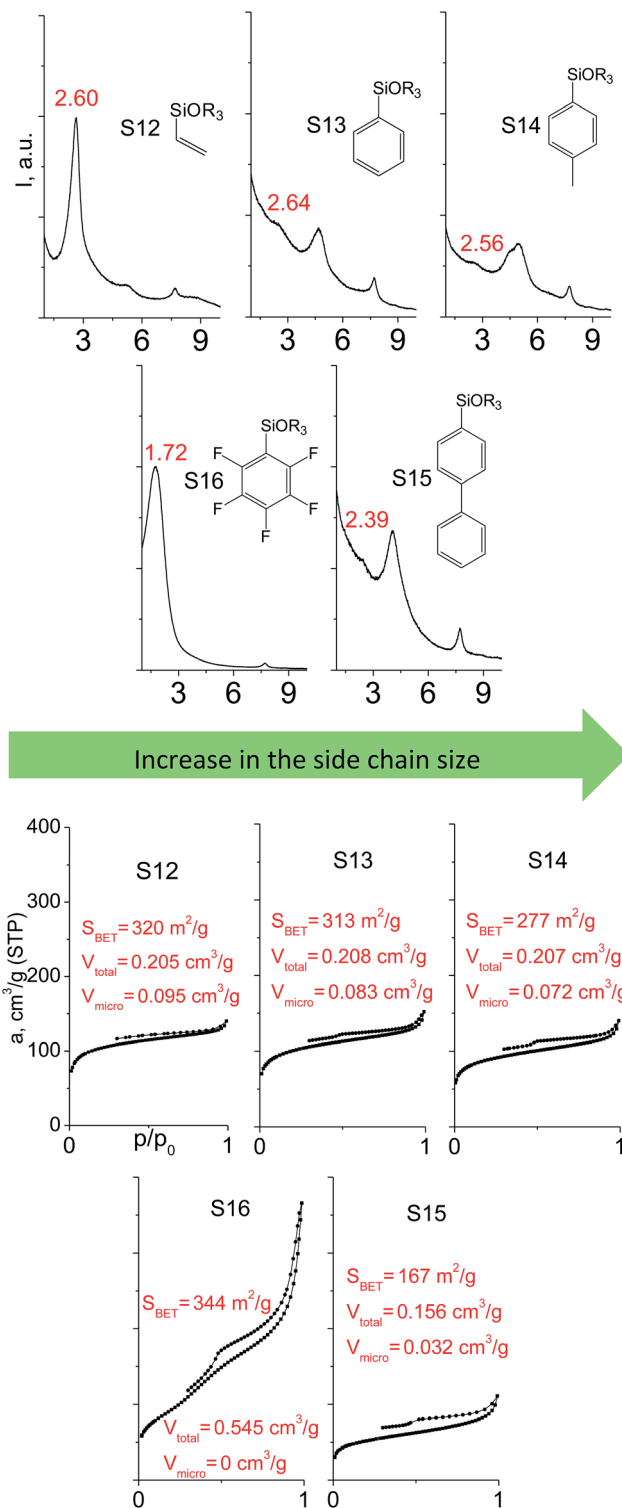 2.60
S12
SiOR3
I, a.u.
3 6 9
2.64
S13
SiOR3
3 6 9
2.56
S14
SiOR3
3 6 9
1.72
S16
SiOR3
F
F
F
F
F
3 6 9
2.39
S15
SiOR3
3 6 9
Increase in the side chain size
a, cm3/g (STP)
400
300
200
100
0
S12
SBET=320 m2/g
Vtotal=0.205 cm3/g
Vmicro=0.095 cm3/g
0 p/p0 1
S13
SBET=313 m2/g
Vtotal=0.208 cm3/g
Vmicro=0.083 cm3/g
0 1
S14
SBET=277 m2/g
Vtotal=0.207 cm3/g
Vmicro=0.072 cm3/g
0 1
S16
SBET=344 m2/g
Vtotal=0.545 cm3/g
Vmicro=0 cm3/g
0 1
S15
SBET=167 m2/g
Vtotal=0.156 cm3/g
Vmicro=0.032 cm3/g
0 1